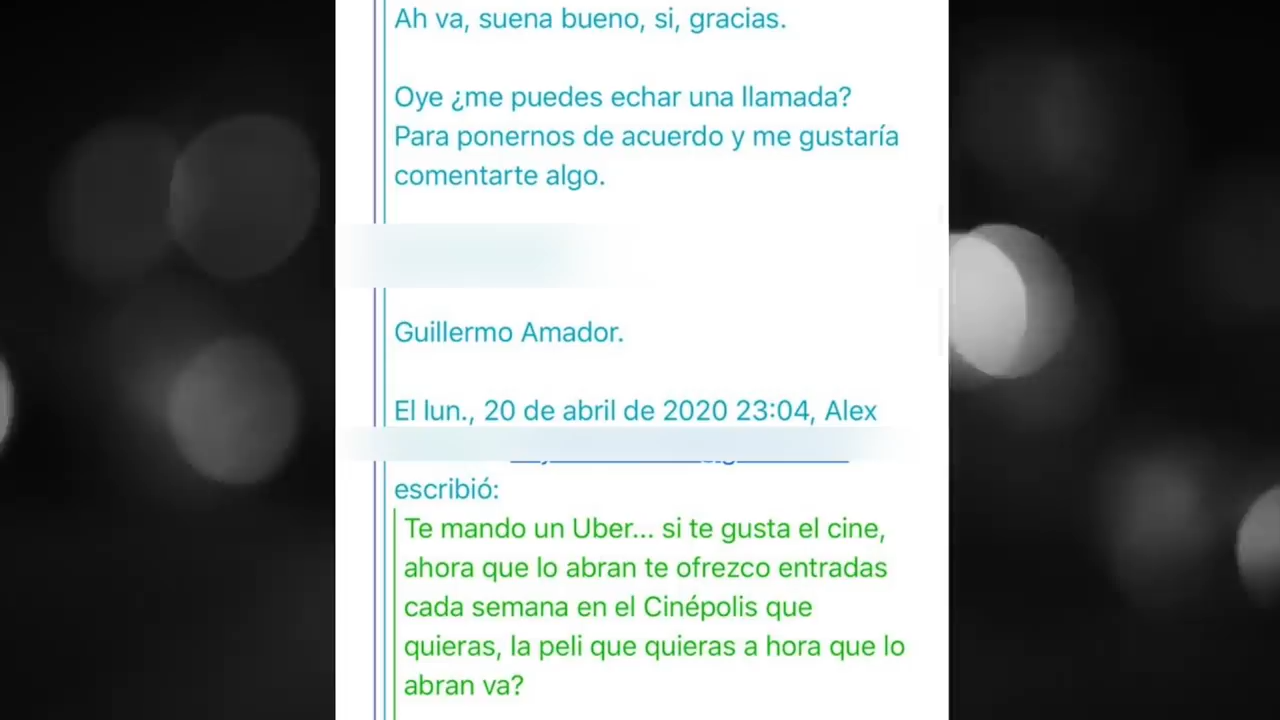 Ah va, suena bueno, si, gracias.
Oye ¿me puedes echar una llamada?
Para ponernos de acuerdo y me gustaría
comentarte algo.
Guillermo Amador.
El lun., 20 de abril de 2020 23:04, Alex
escribió:
Te mando un Uber... si te gusta el cine,
ahora que lo abran te ofrezco entradas
cada semana en el Cinépolis que
quieras, la peli que quieras a hora que lo
abran va?